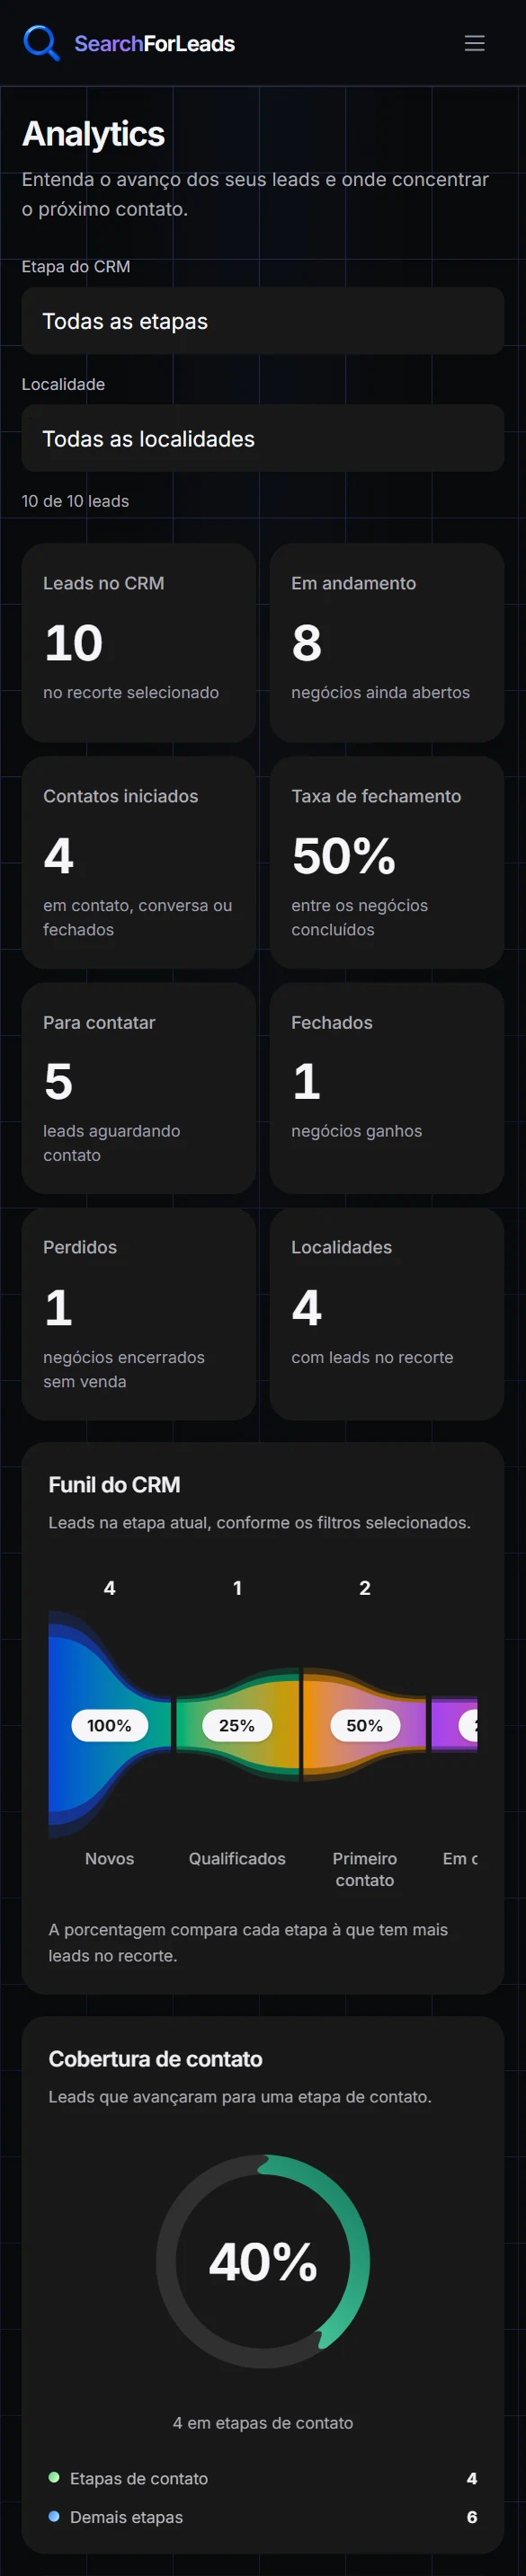 SearchForLeads
Analytics
Entenda o avanço dos seus leads e onde concentrar
o próximo contato.
Etapa do CRM
Todas as etapas
Localidade
Todas as localidades
10 de 10 leads
Leads no CRM
10
no recorte selecionado
Em andamento
8
negócios ainda abertos
Contatos iniciados
4
em contato, conversa ou
fechados
Taxa de fechamento
50%
entre os negócios
concluídos
Para contatar
5
leads aguardando
contato
Fechados
1
negócios ganhos
Perdidos
1
negócios encerrados
sem venda
Localidades
4
com leads no recorte
Funil do CRM
Leads na etapa atual, conforme os filtros selecionados.
4 1 2
100% 25% 50%
Novos Qualificados Primeiro Em
contato
A porcentagem compara cada etapa à que tem mais
leads no recorte.
Cobertura de contato
Leads que avançaram para uma etapa de contato.
40%
4 em etapas de contato
Etapas de contato 4
Demais etapas 6